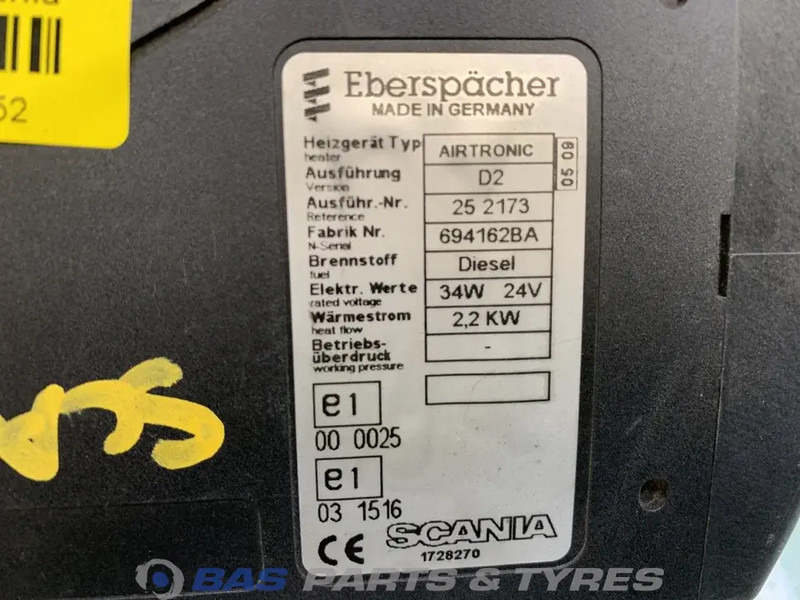 52
Eberspächer
MADE IN GERMANY
Heizgerät Typ AIRTRONIC 05 09
heater
Ausführung D2
Version
Ausführ.-Nr. 25 2173
Reference
Fabrik Nr. 694162BA
N-Serial
Brennstoff Diesel
fuel
Elektr. Werte 34W 24V
rated voltage
Wärmestrom 2,2 KW
heat flow
Betriebs-
überdruck -
working pressure
e1
00 0025
e1
03 1516
CE SCANIA
1728270
BAS PARTS & TYRES